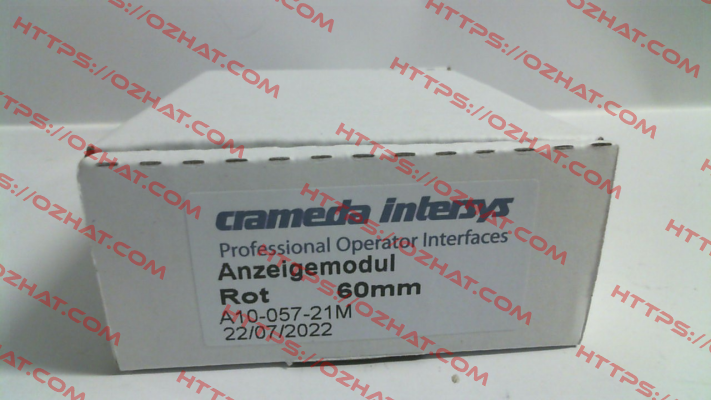 crameda intersys
Professional Operator Interfaces
Anzeigemodul
Rot 60mm
A10-057-21M
22/07/2022
HTTPS://OZHAT.COM